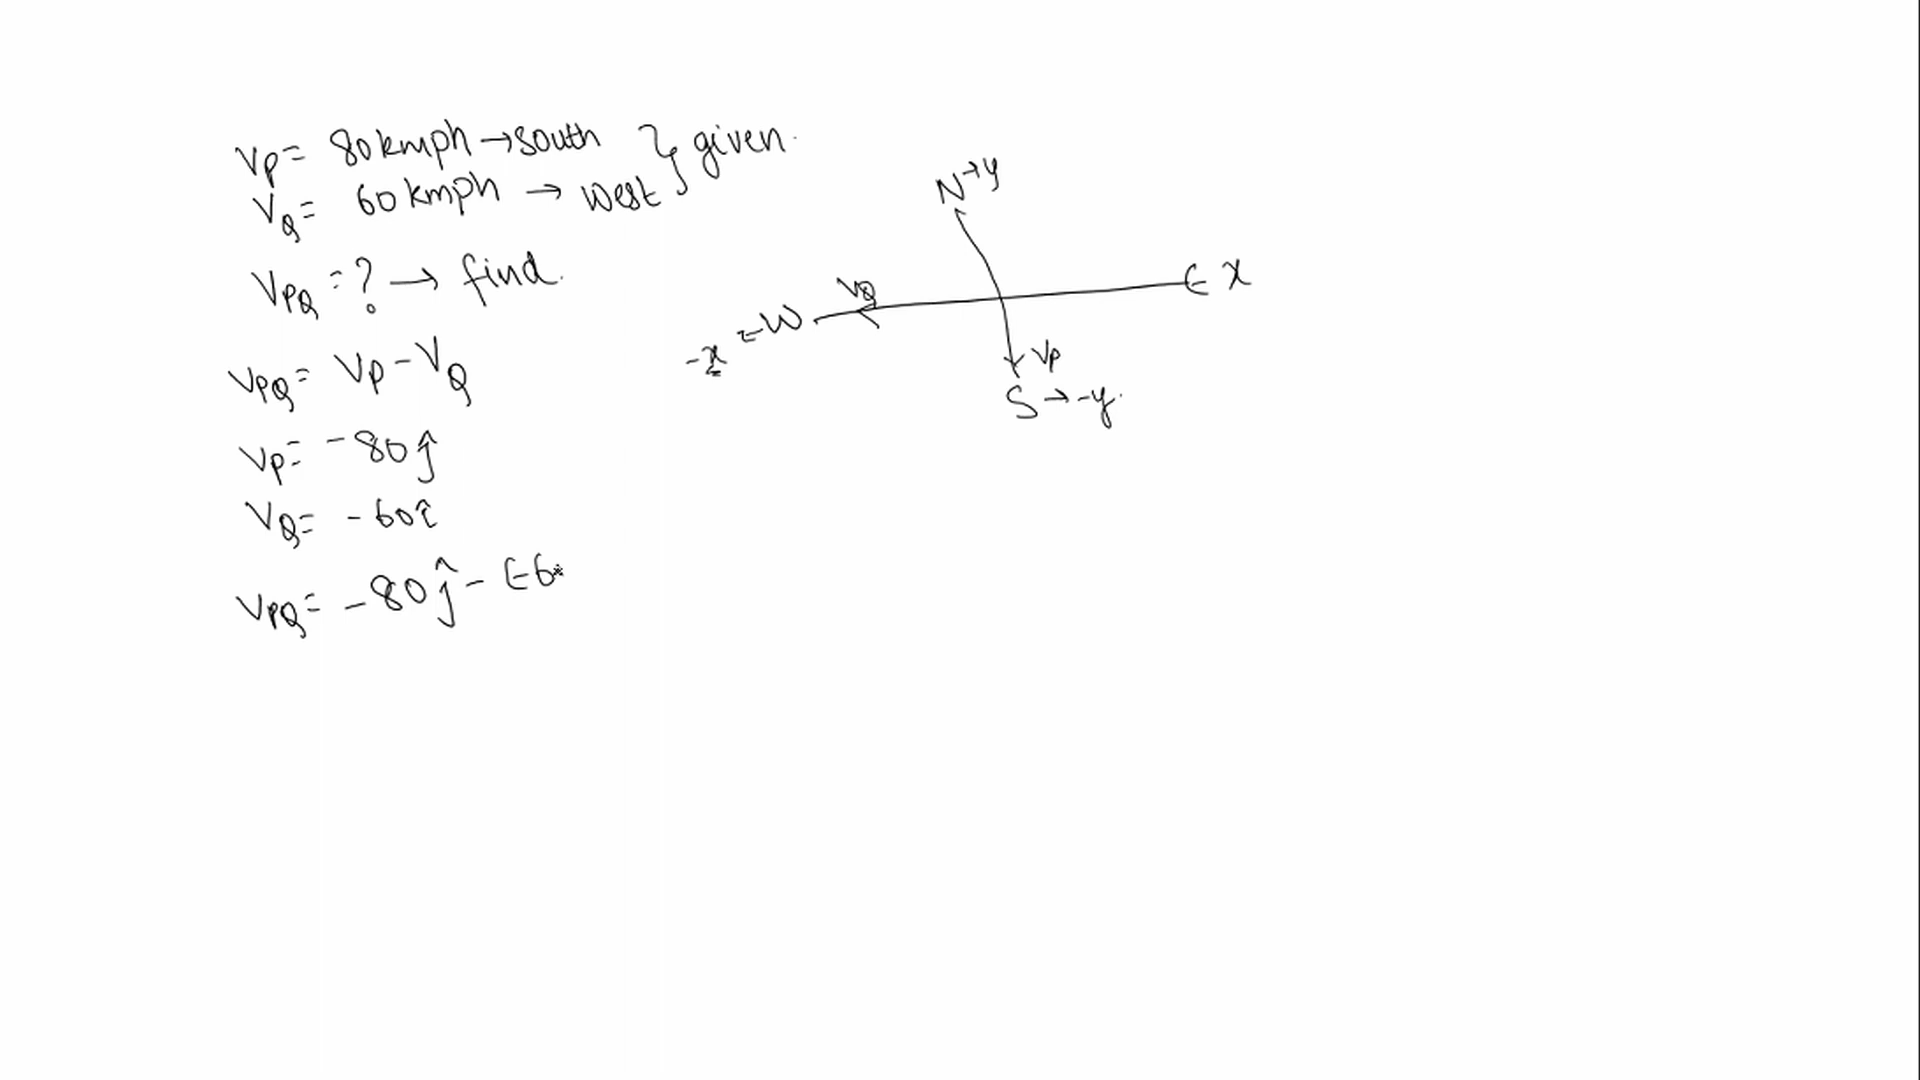 Vp = 80 kmph → south } given.
VQ = 60 kmph → west
VPQ = ? → find.
VPQ = Vp - VQ
Vp = -80ĵ
VQ = -60î
VPQ = -80ĵ - (-6
N → y
VQ
E x
-x = W
Vp
S → -y.